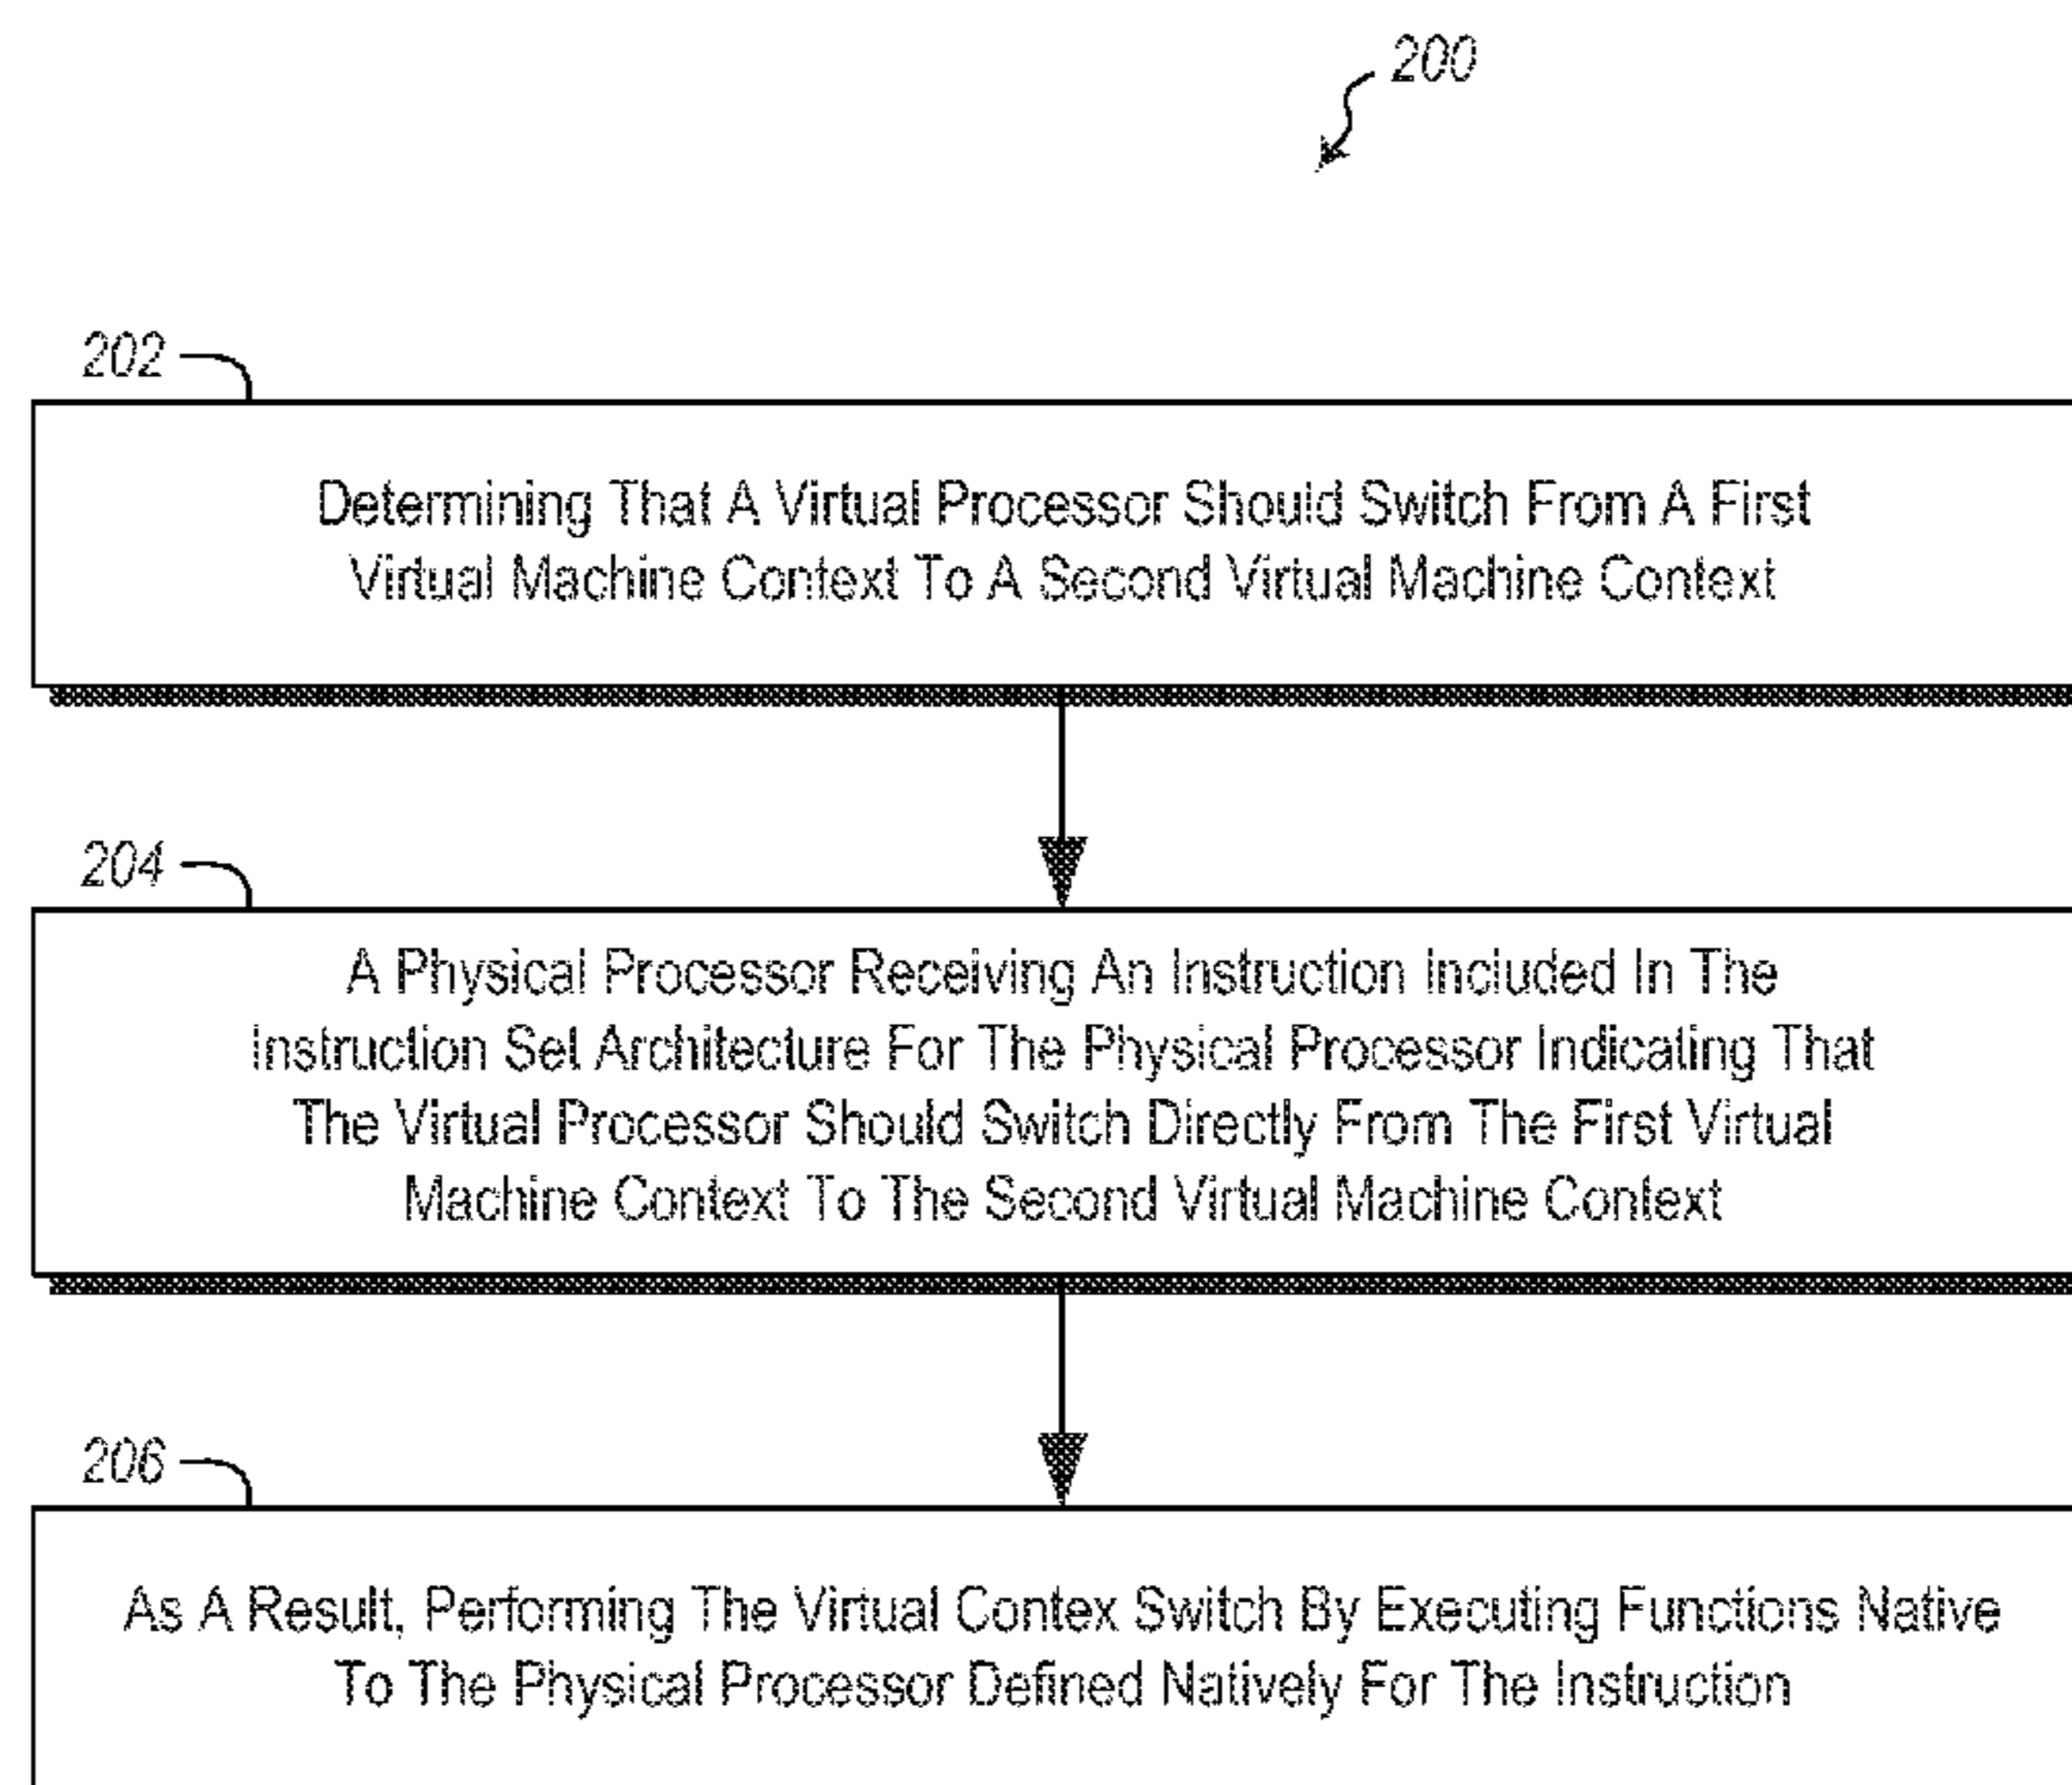 200
202
Determining That A Virtual Processor Should Switch From A First
Virtual Machine Context To A Second Virtual Machine Context
204
A Physical Processor Receiving An Instruction Included In The
Instruction Set Architecture For The Physical Processor Indicating That
The Virtual Processor Should Switch Directly From The First Virtual
Machine Context To The Second Virtual Machine Context
206
As A Result, Performing The Virtual Contex Switch By Executing Functions Native
To The Physical Processor Defined Natively For The Instruction